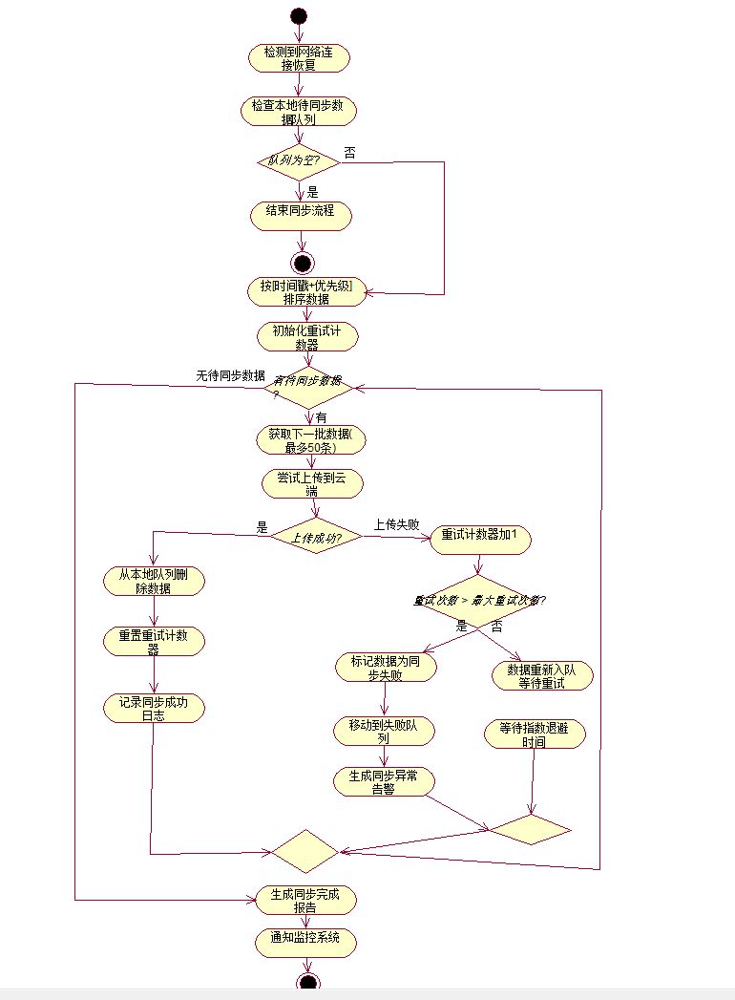 检测到网络连
接恢复
检查本地待同步数
据队列
队列为空?
否
是
结束同步流程
按[时间戳+优先级]
排序数据
初始化重试计
数器
无待同步数据
有待同步数据
?
有
获取下一批数据(
最多50条)
尝试上传到云
端
上传成功?
是
上传失败
重试计数器加1
从本地队列删
除数据
重试次数 > 最大重试次数?
是
否
重置重试计数
器
标记数据为同
步失败
数据重新入队
等待重试
记录同步成功
日志
移动到失败队
列
等待指数退避
时间
生成同步异常
告警
生成同步完成
报告
通知监控系统